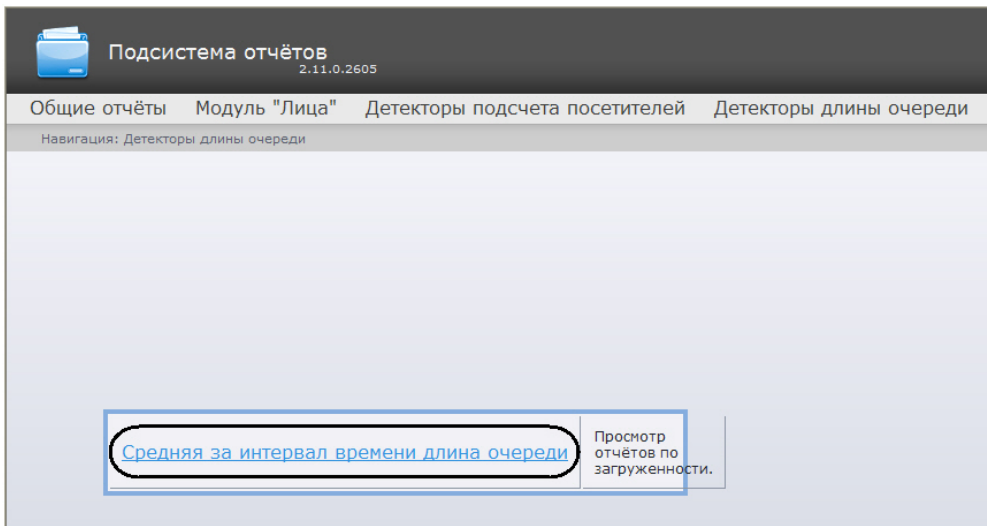 Подсистема отчётов
2.11.0.2605
Общие отчёты Модуль "Лица" Детекторы подсчета посетителей Детекторы длины очереди
Навигация: Детекторы длины очереди
Средняя за интервал времени длина очереди
Просмотр
отчётов по
загруженности.